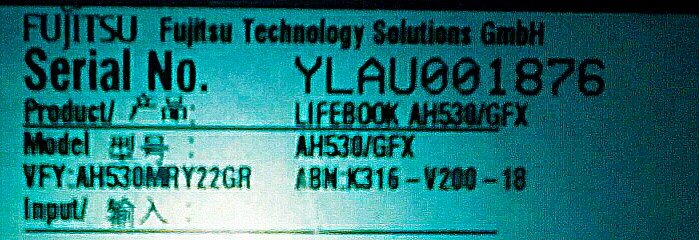 FUJITSU Fujitsu Technology Solutions GmbH
Serial No. YLAU001876
Product/ 产品: LIFEBOOK AH530/GFX
Model 型号: AH530/GFX
VFY:AH530MRY22GR ABN:K316-V200-18
Input/ 输入: